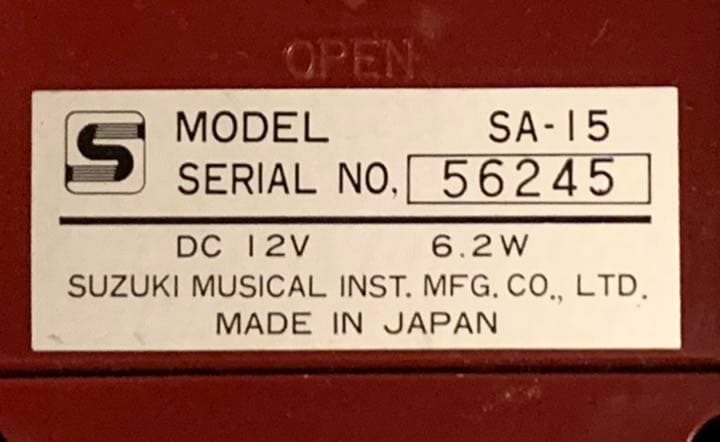 OPEN
MODEL SA-15
SERIAL NO. 56245
DC 12V 6.2W
SUZUKI MUSICAL INST. MFG. CO., LTD.
MADE IN JAPAN